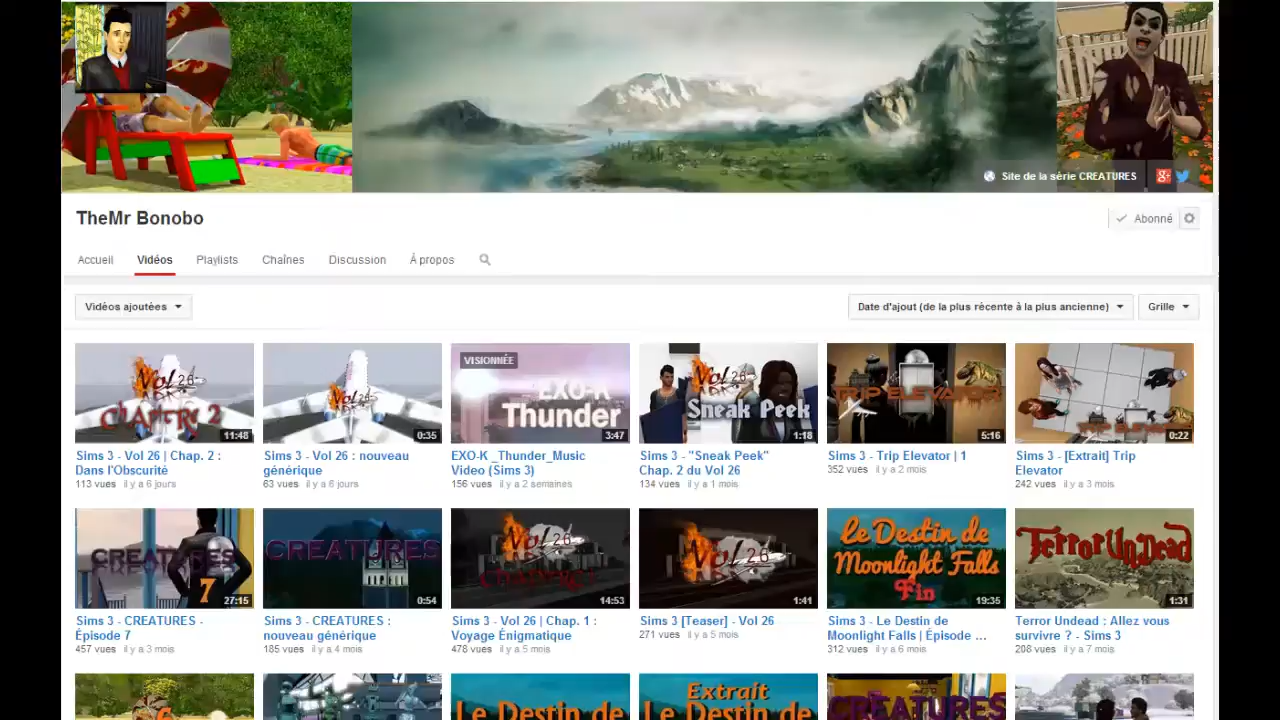 Site de la série CREATURES
TheMr Bonobo
Abonné
Accueil Vidéos Playlists Chaînes Discussion À propos
Vidéos ajoutées
Date d'ajout (de la plus récente à la plus ancienne)
Grille
Vol 26
CHAPITRE 2
11:48
Sims 3 - Vol 26 | Chap. 2 :
Dans l'Obscurité
113 vues il y a 6 jours
Vol 26
0:35
Sims 3 - Vol 26 : nouveau
générique
63 vues il y a 6 jours
VISIONNÉE
EXO-K
Thunder
3:47
EXO-K _Thunder_Music
Video (Sims 3)
156 vues il y a 2 semaines
Vol 26
Sneak Peek
1:18
Sims 3 - "Sneak Peek"
Chap. 2 du Vol 26
134 vues il y a 1 mois
TRIP ELEVATOR
5:16
Sims 3 - Trip Elevator | 1
352 vues il y a 2 mois
0:22
Sims 3 - [Extrait] Trip
Elevator
242 vues il y a 3 mois
CREATURES
7
27:15
Sims 3 - CREATURES -
Épisode 7
457 vues il y a 3 mois
CREATURES
0:54
Sims 3 - CREATURES :
nouveau générique
185 vues il y a 4 mois
Vol 26
CHAPITRE 1
14:53
Sims 3 - Vol 26 | Chap. 1 :
Voyage Énigmatique
478 vues il y a 5 mois
Vol 26
1:41
Sims 3 [Teaser] - Vol 26
271 vues il y a 5 mois
Le Destin de
Moonlight Falls
Fin
19:35
Sims 3 - Le Destin de
Moonlight Falls | Épisode ...
312 vues il y a 6 mois
Terror UnDead
1:31
Terror Undead : Allez vous
survivre ? - Sims 3
208 vues il y a 7 mois
6
Le Destin de
Extrait
Le Destin de
CREATURES